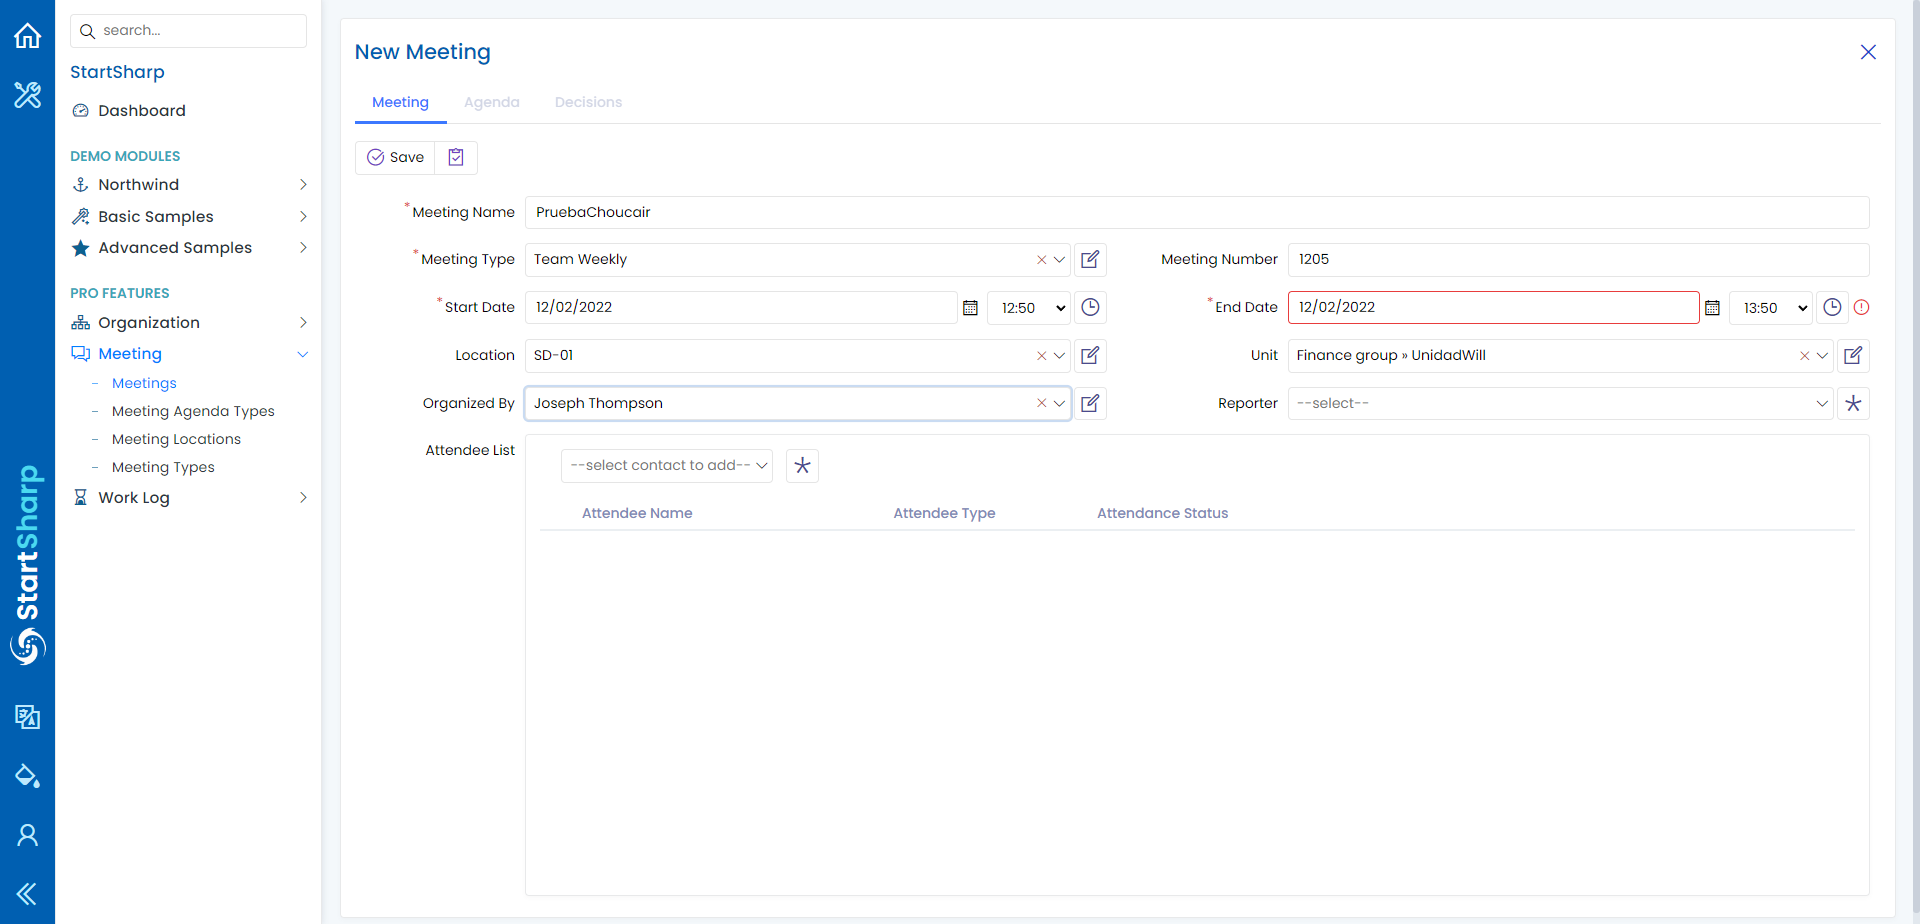 search...
StartSharp
Dashboard
DEMO MODULES
Northwind
Basic Samples
Advanced Samples
PRO FEATURES
Organization
Meeting
- Meetings
- Meeting Agenda Types
- Meeting Locations
- Meeting Types
Work Log
StartSharp
New Meeting
Meeting Agenda Decisions
Save
*Meeting Name PruebaChoucair
*Meeting Type Team Weekly Meeting Number 1205
*Start Date 12/02/2022 12:50 *End Date 12/02/2022 13:50
Location SD-01 Unit Finance group » UnidadWill
Organized By Joseph Thompson Reporter --select--
Attendee List
--select contact to add--
Attendee Name Attendee Type Attendance Status